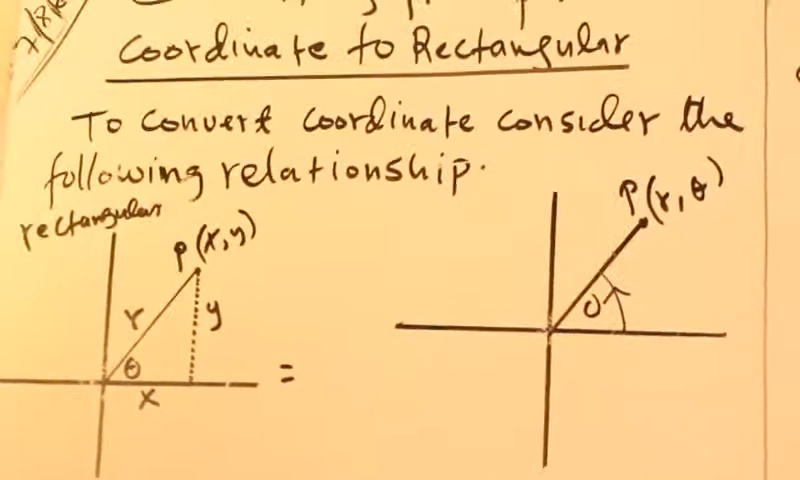 Coordinate to Rectangular
To convert coordinate consider the
following relationship.
rectangular
P(x,y)
r
y
θ
x
=
P(r,θ)
θ